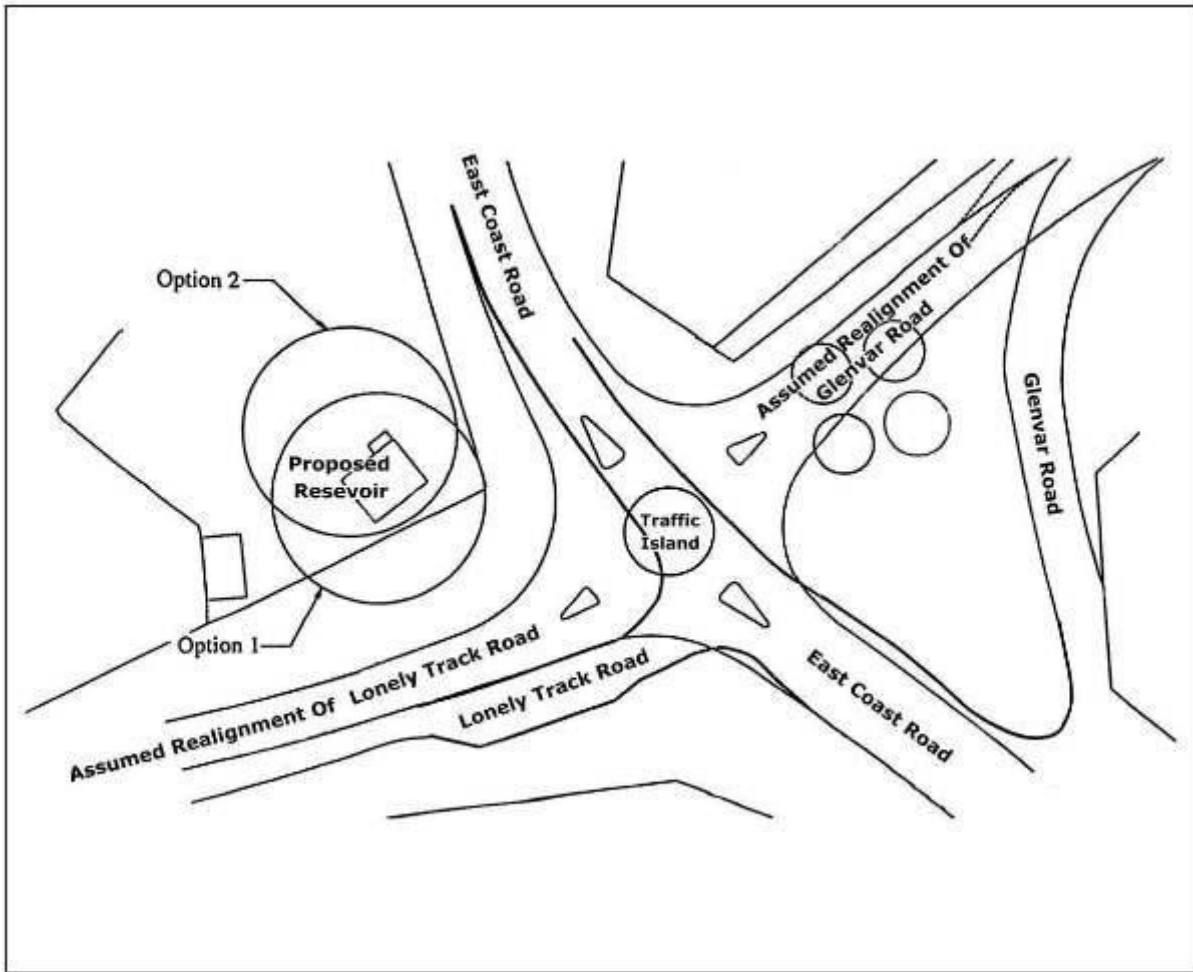 East Coast Road
Option 2
Assumed Realignment Of
Glenvar Road
Glenvar Road
Proposed
Resevoir
Traffic
Island
Option 1
Assumed Realignment Of Lonely Track Road
Lonely Track Road
East Coast Road